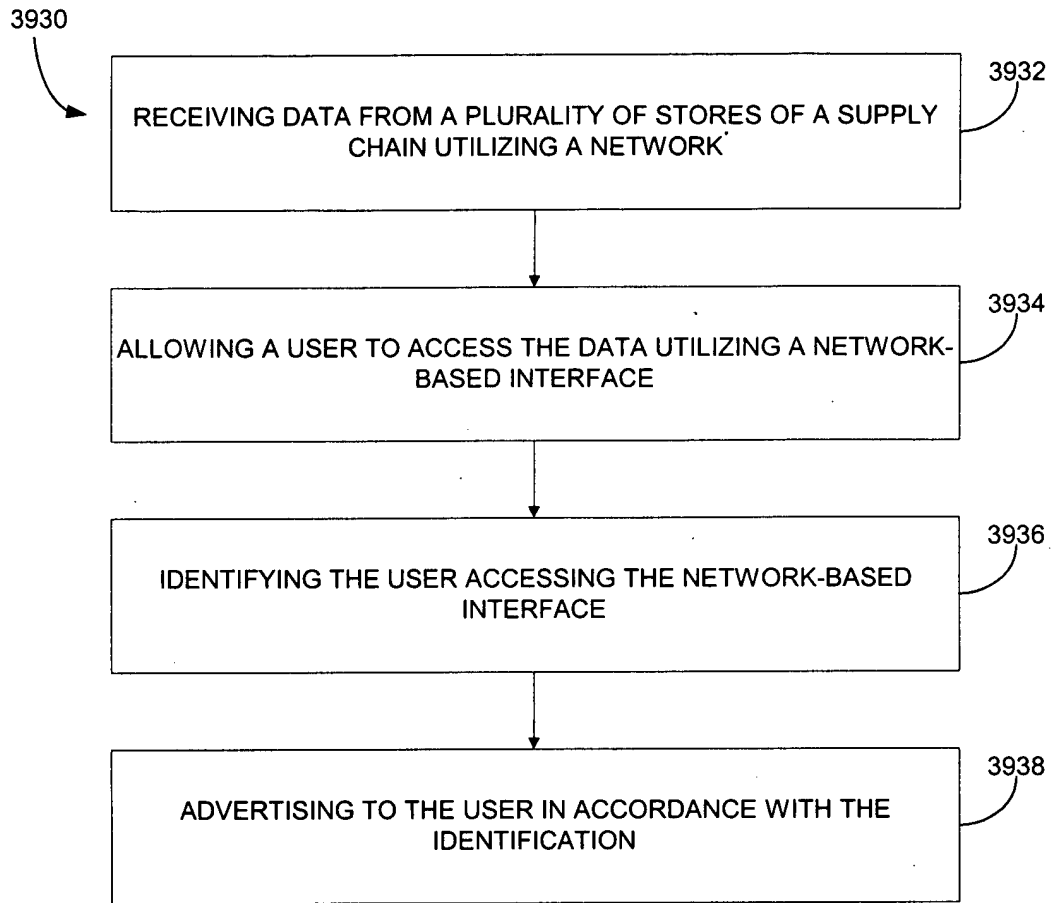 3930
3932
RECEIVING DATA FROM A PLURALITY OF STORES OF A SUPPLY
CHAIN UTILIZING A NETWORK
3934
ALLOWING A USER TO ACCESS THE DATA UTILIZING A NETWORK-
BASED INTERFACE
3936
IDENTIFYING THE USER ACCESSING THE NETWORK-BASED
INTERFACE
3938
ADVERTISING TO THE USER IN ACCORDANCE WITH THE
IDENTIFICATION